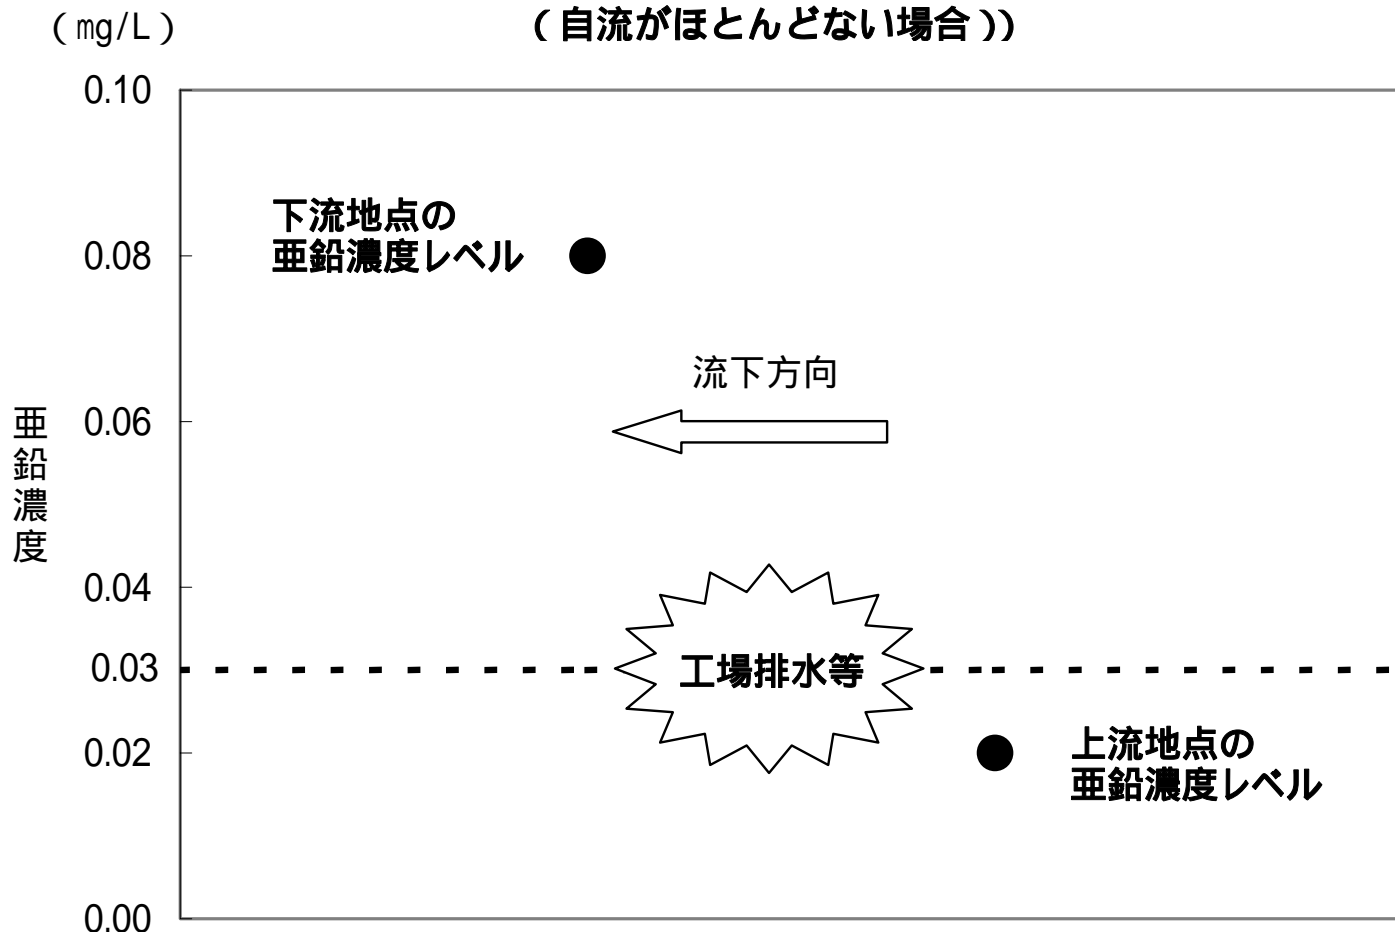 （mg/L）
（自流がほとんどない場合））
0.10
下流地点の
亜鉛濃度レベル
0.08
流下方向
0.06
亜鉛濃度
0.04
0.03
工場排水等
0.02
上流地点の
亜鉛濃度レベル
0.00